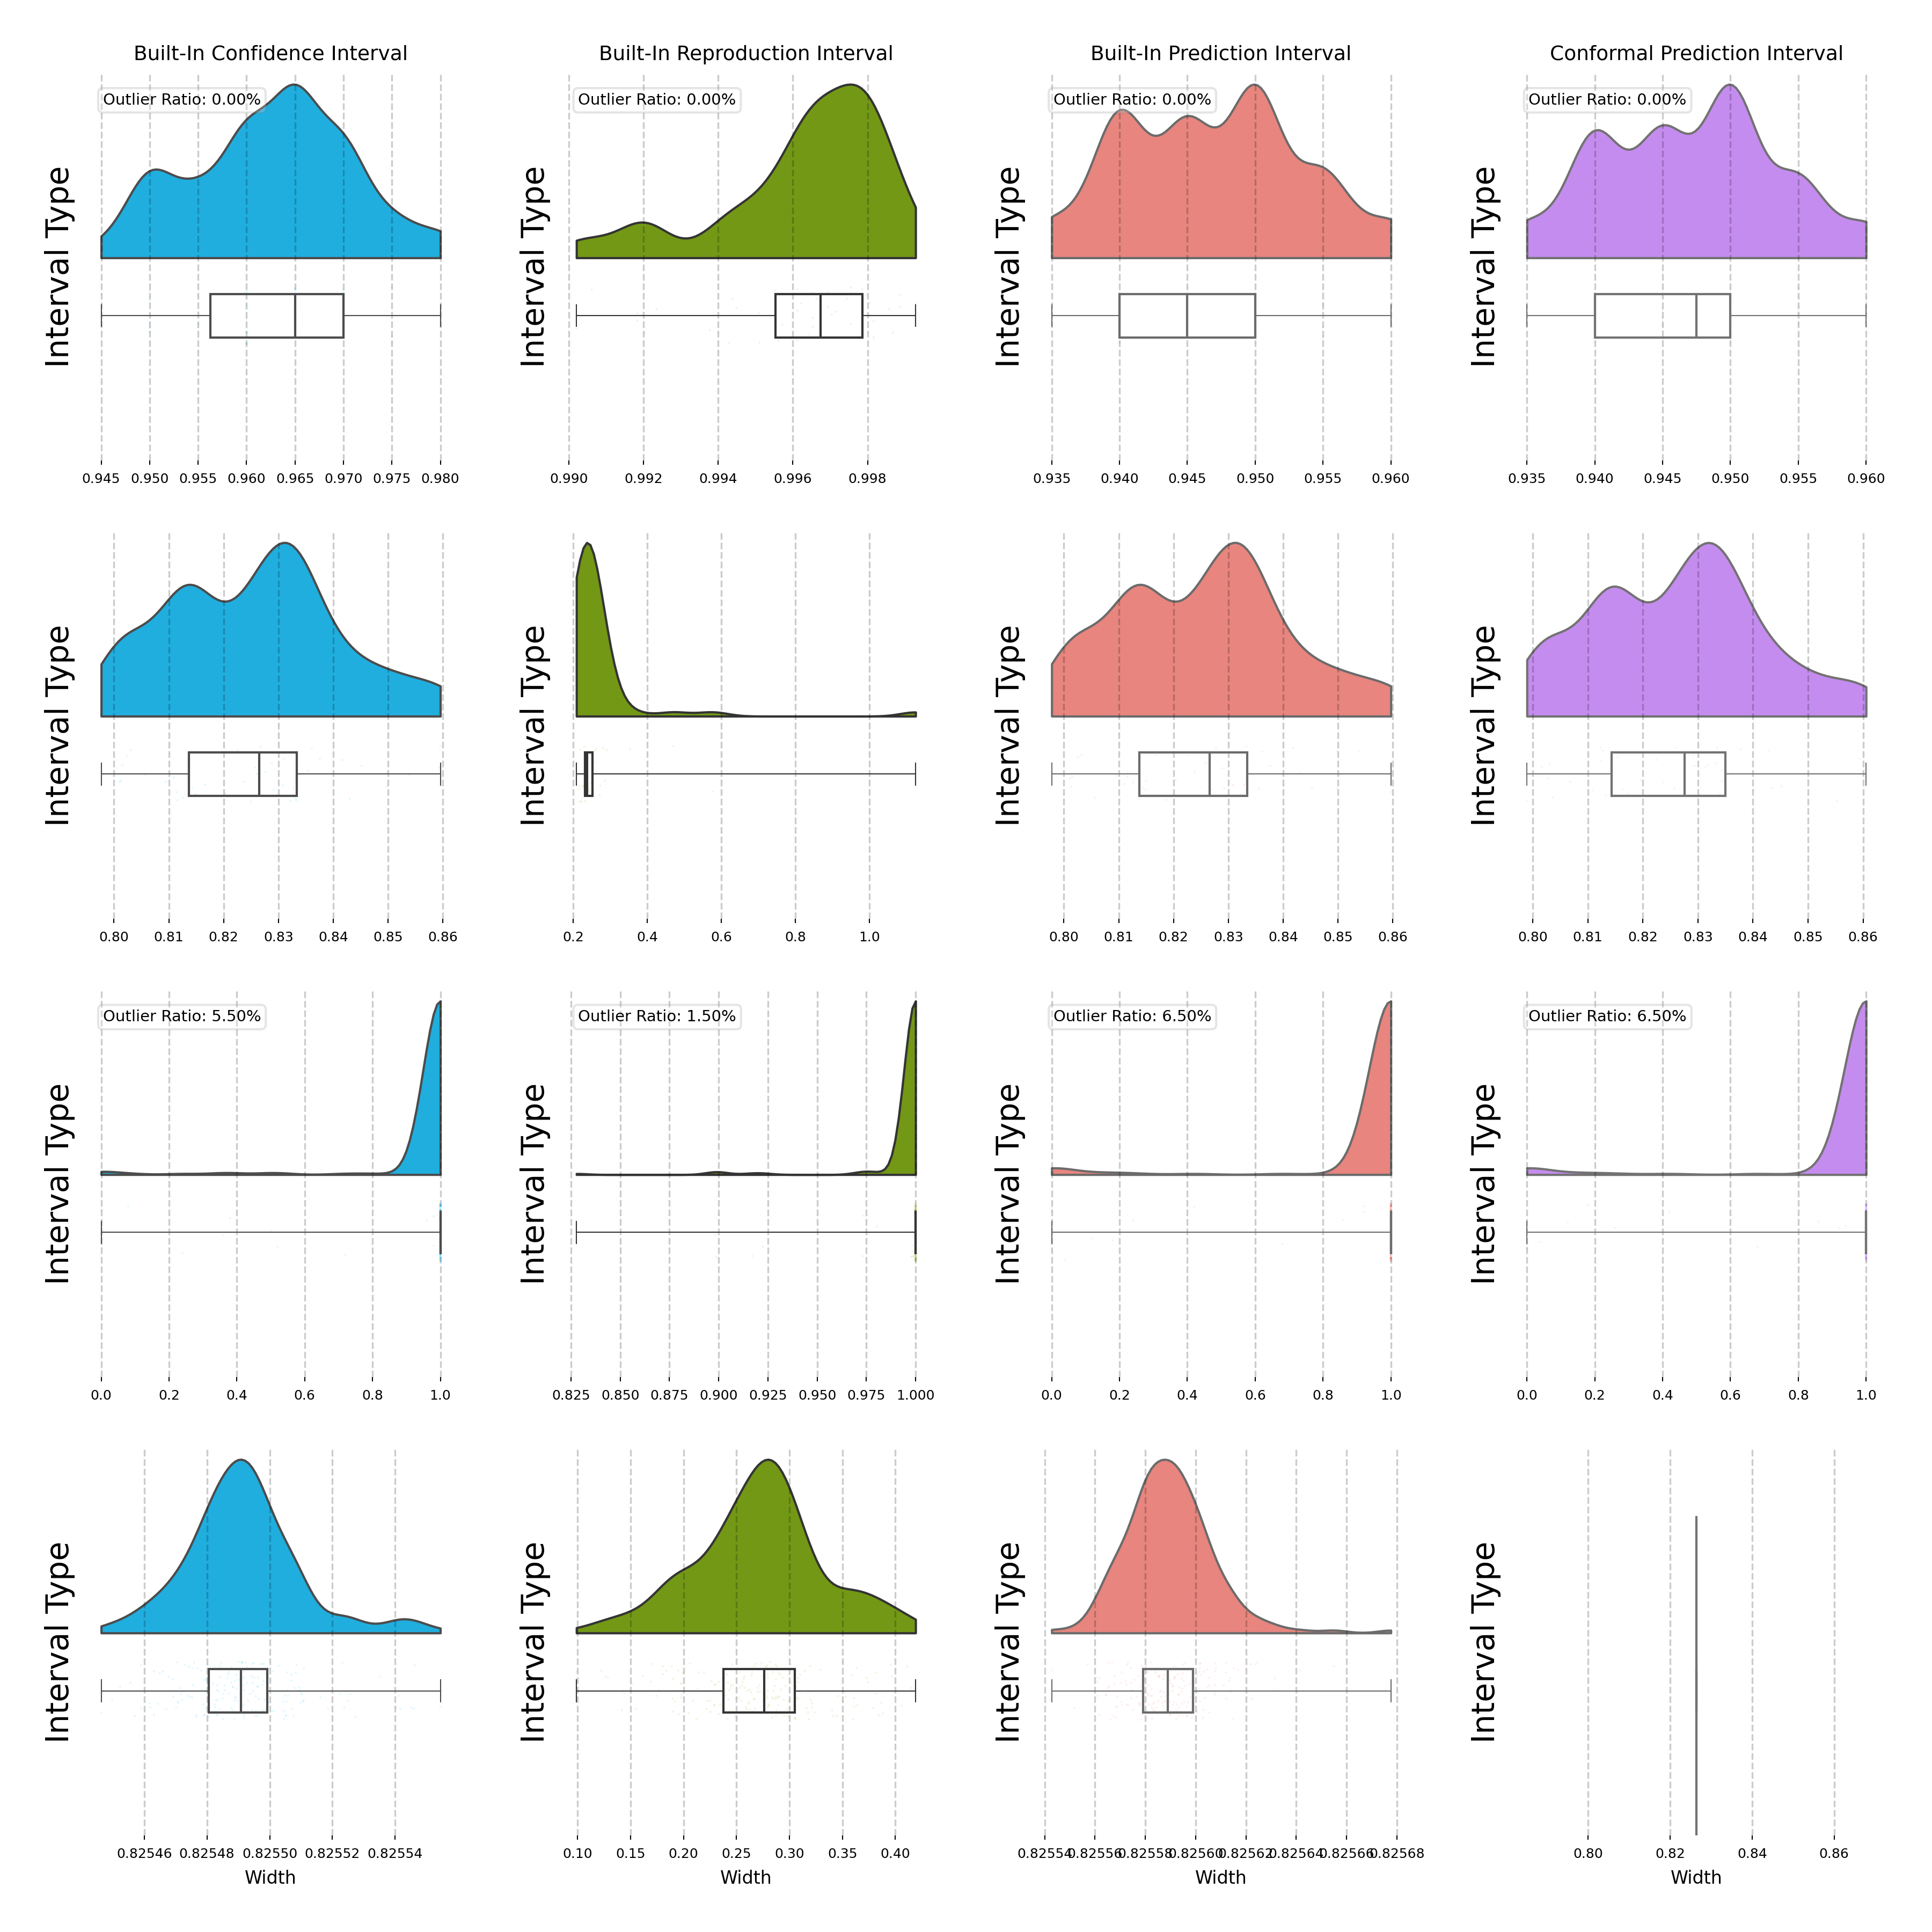 Built-In Confidence Interval
Built-In Reproduction Interval
Built-In Prediction Interval
Conformal Prediction Interval
Outlier Ratio: 0.00%
Outlier Ratio: 0.00%
Outlier Ratio: 0.00%
Outlier Ratio: 0.00%
Interval Type
Interval Type
Interval Type
Interval Type
0.945 0.950 0.955 0.960 0.965 0.970 0.975 0.980
0.990 0.992 0.994 0.996 0.998
0.935 0.940 0.945 0.950 0.955 0.960
0.935 0.940 0.945 0.950 0.955 0.960
Interval Type
Interval Type
Interval Type
Interval Type
0.80 0.81 0.82 0.83 0.84 0.85 0.86
0.2 0.4 0.6 0.8 1.0
0.80 0.81 0.82 0.83 0.84 0.85 0.86
0.80 0.81 0.82 0.83 0.84 0.85 0.86
Outlier Ratio: 5.50%
Outlier Ratio: 1.50%
Outlier Ratio: 6.50%
Outlier Ratio: 6.50%
Interval Type
Interval Type
Interval Type
Interval Type
0.0 0.2 0.4 0.6 0.8 1.0
0.825 0.850 0.875 0.900 0.925 0.950 0.975 1.000
0.0 0.2 0.4 0.6 0.8 1.0
0.0 0.2 0.4 0.6 0.8 1.0
Interval Type
Interval Type
Interval Type
Interval Type
0.82546 0.82548 0.82550 0.82552 0.82554
0.10 0.15 0.20 0.25 0.30 0.35 0.40
0.82554 0.82556 0.82558 0.82560 0.82562 0.82564 0.82566 0.82568
0.80 0.82 0.84 0.86
Width
Width
Width
Width